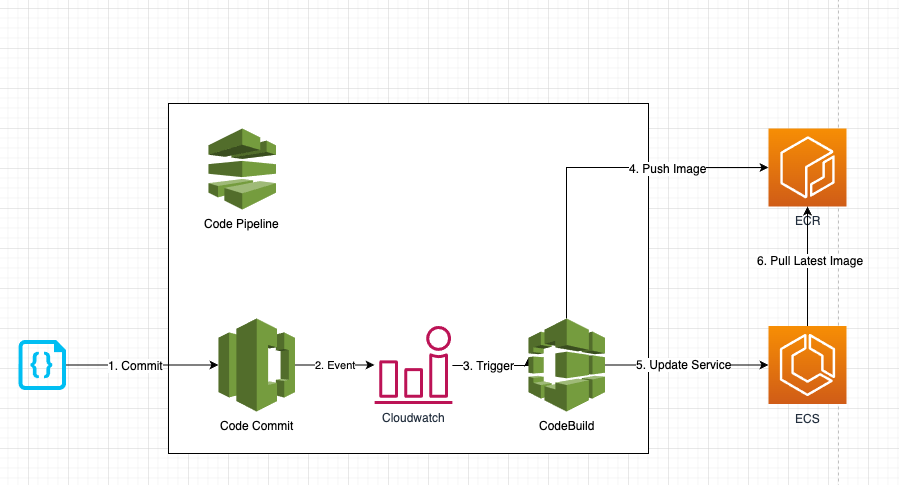 Code Pipeline
4. Push Image
ECR
6. Pull Latest Image
{ }
1. Commit
2. Event
3. Trigger
5. Update Service
Code Commit
Cloudwatch
CodeBuild
ECS